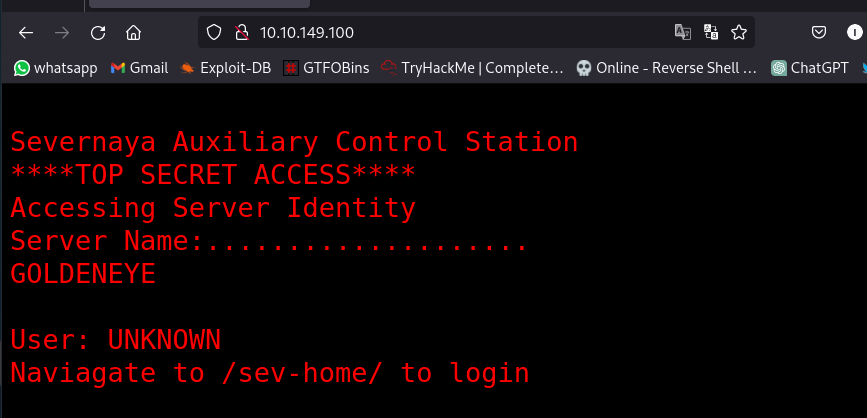 10.10.149.100
whatsapp Gmail Exploit-DB GTFOBins TryHackMe | Complete... Online - Reverse Shell ... ChatGPT
Severnaya Auxiliary Control Station
****TOP SECRET ACCESS****
Accessing Server Identity
Server Name:....................
GOLDENEYE
User: UNKNOWN
Naviagate to /sev-home/ to login